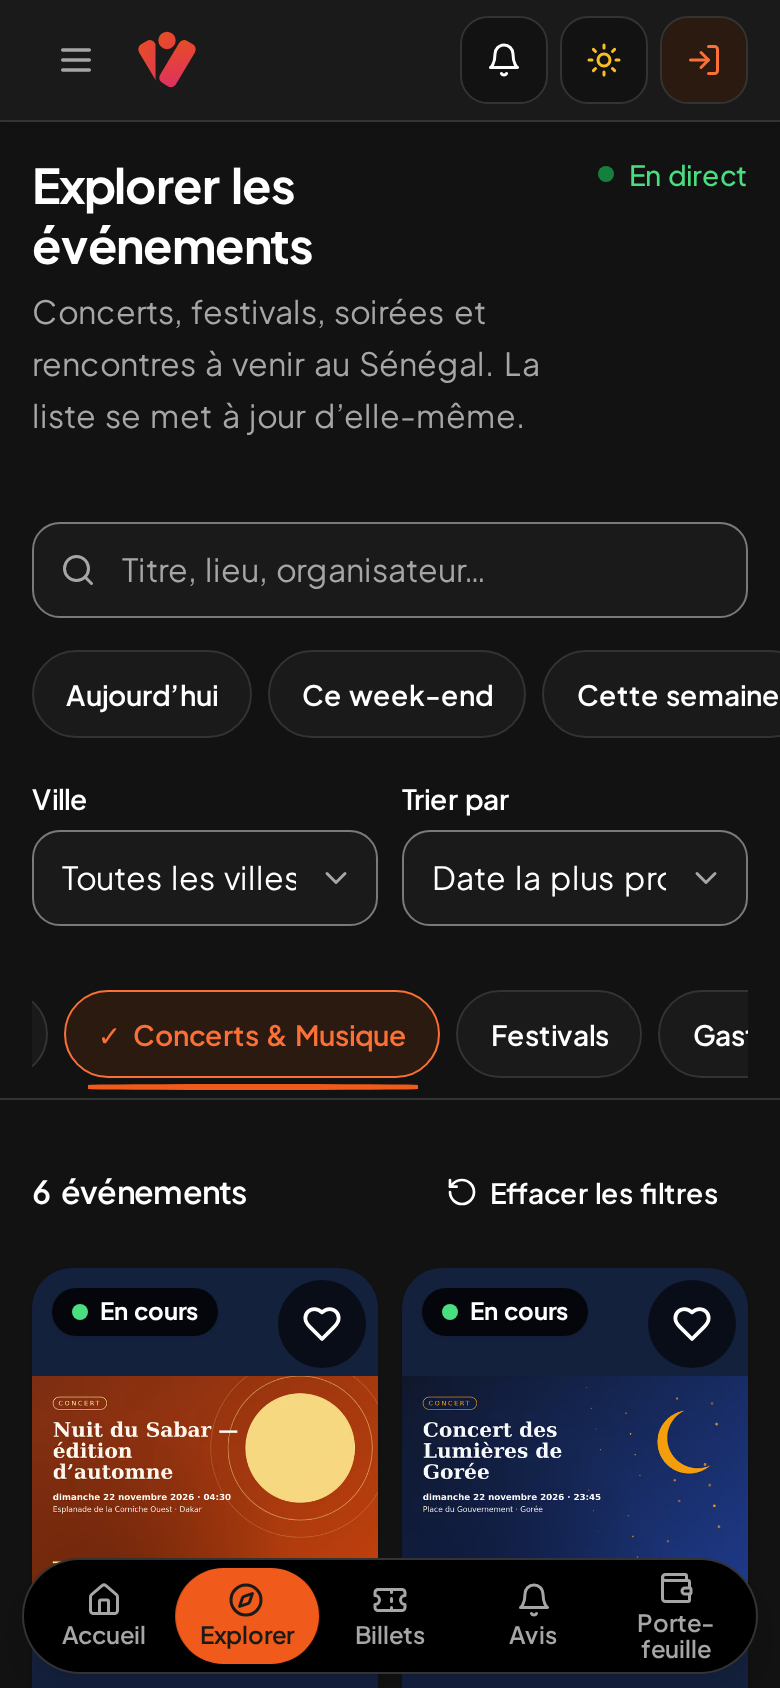 Explorer les
événements
En direct
Concerts, festivals, soirées et
rencontres à venir au Sénégal. La
liste se met à jour d’elle-même.
Titre, lieu, organisateur…
Aujourd’hui
Ce week-end
Cette semaine
Ville
Trier par
Toutes les villes
Date la plus pro
✓ Concerts & Musique
Festivals
Gast
6 événements
Effacer les filtres
En cours
En cours
CONCERT
Nuit du Sabar —
édition
d’automne
dimanche 22 novembre 2026 · 04:30
Esplanade de la Corniche Ouest · Dakar
CONCERT
Concert des
Lumières de
Gorée
dimanche 22 novembre 2026 · 23:45
Place du Gouvernement · Gorée
Accueil
Explorer
Billets
Avis
Porte-
feuille